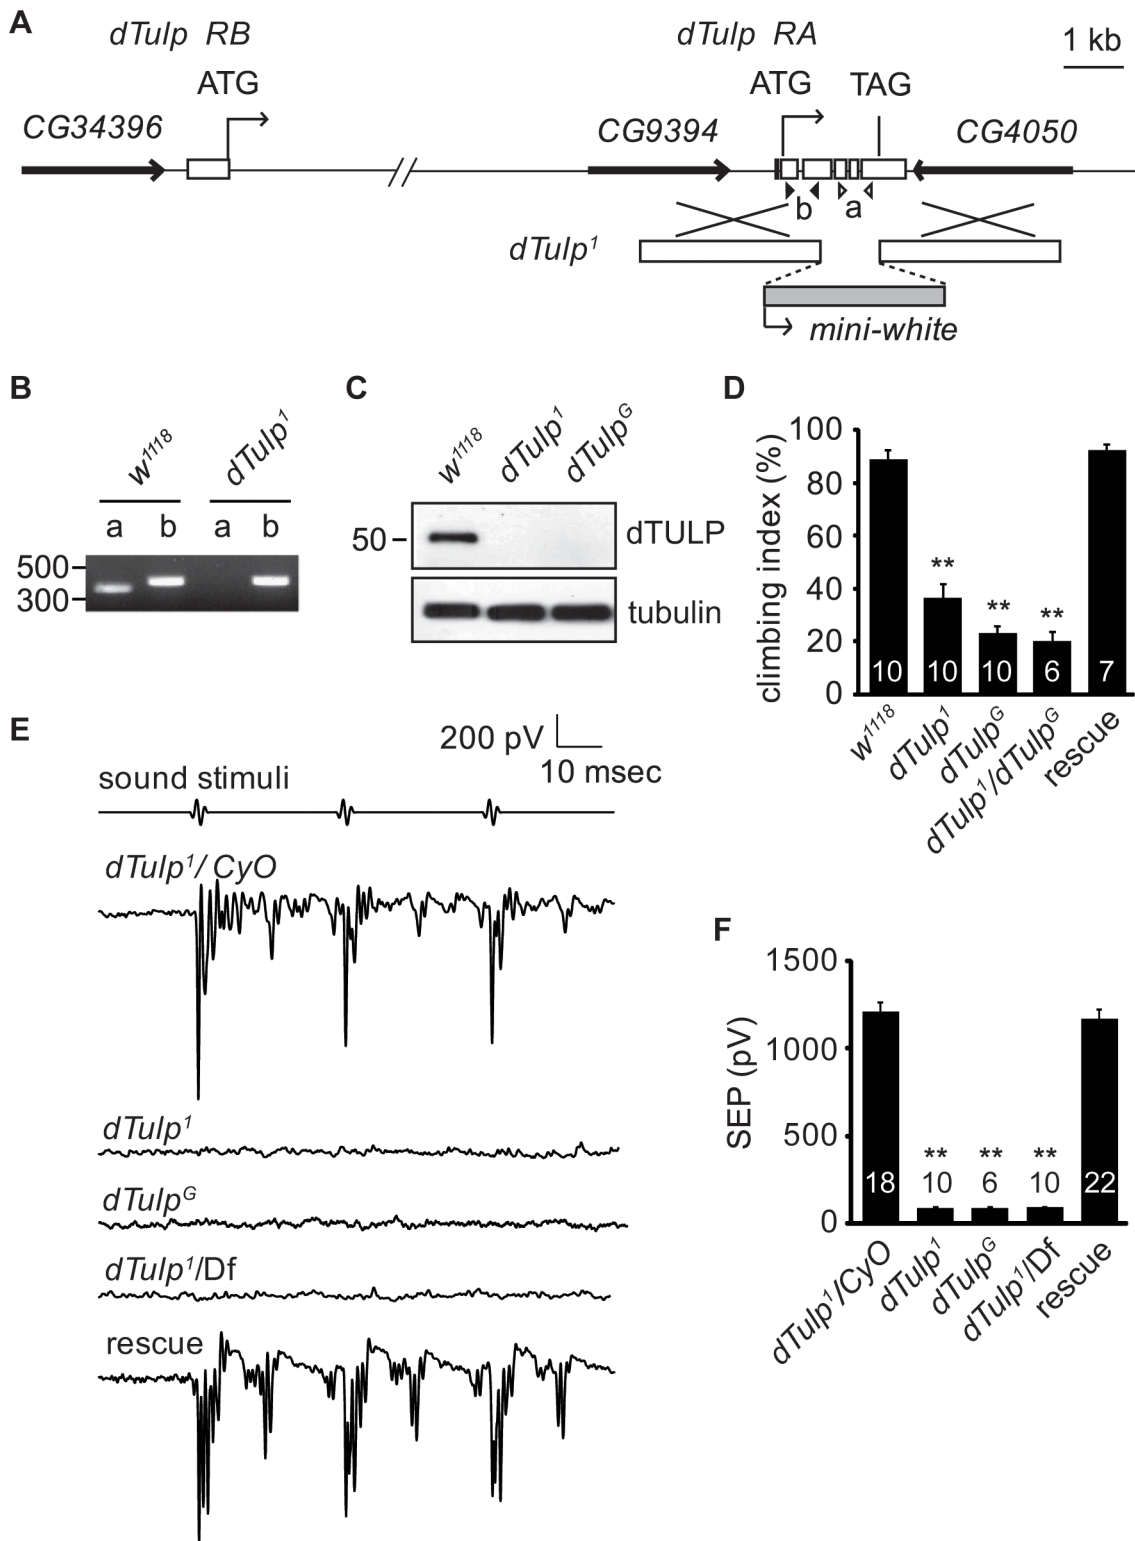 A
dTulp RB
dTulp RA
1 kb
ATG
ATG
TAG
CG34396
CG9394
CG4050
b
a
dTulp¹
mini-white
B
w¹¹¹⁸
dTulp¹
a
b
a
b
500
300
C
w¹¹¹⁸
dTulp¹
dTulpᴳ
50
dTULP
tubulin
D
climbing index (%)
100
80
60
40
20
0
**
**
**
10
10
10
6
7
w¹¹¹⁸
dTulp¹
dTulpᴳ
dTulp¹/dTulpᴳ
rescue
E
200 pV
10 msec
sound stimuli
dTulp¹/ CyO
dTulp¹
dTulpᴳ
dTulp¹/Df
rescue
F
SEP (pV)
1500
1000
500
0
**
**
**
18
10
6
10
22
dTulp¹/CyO
dTulp¹
dTulpᴳ
dTulp¹/Df
rescue